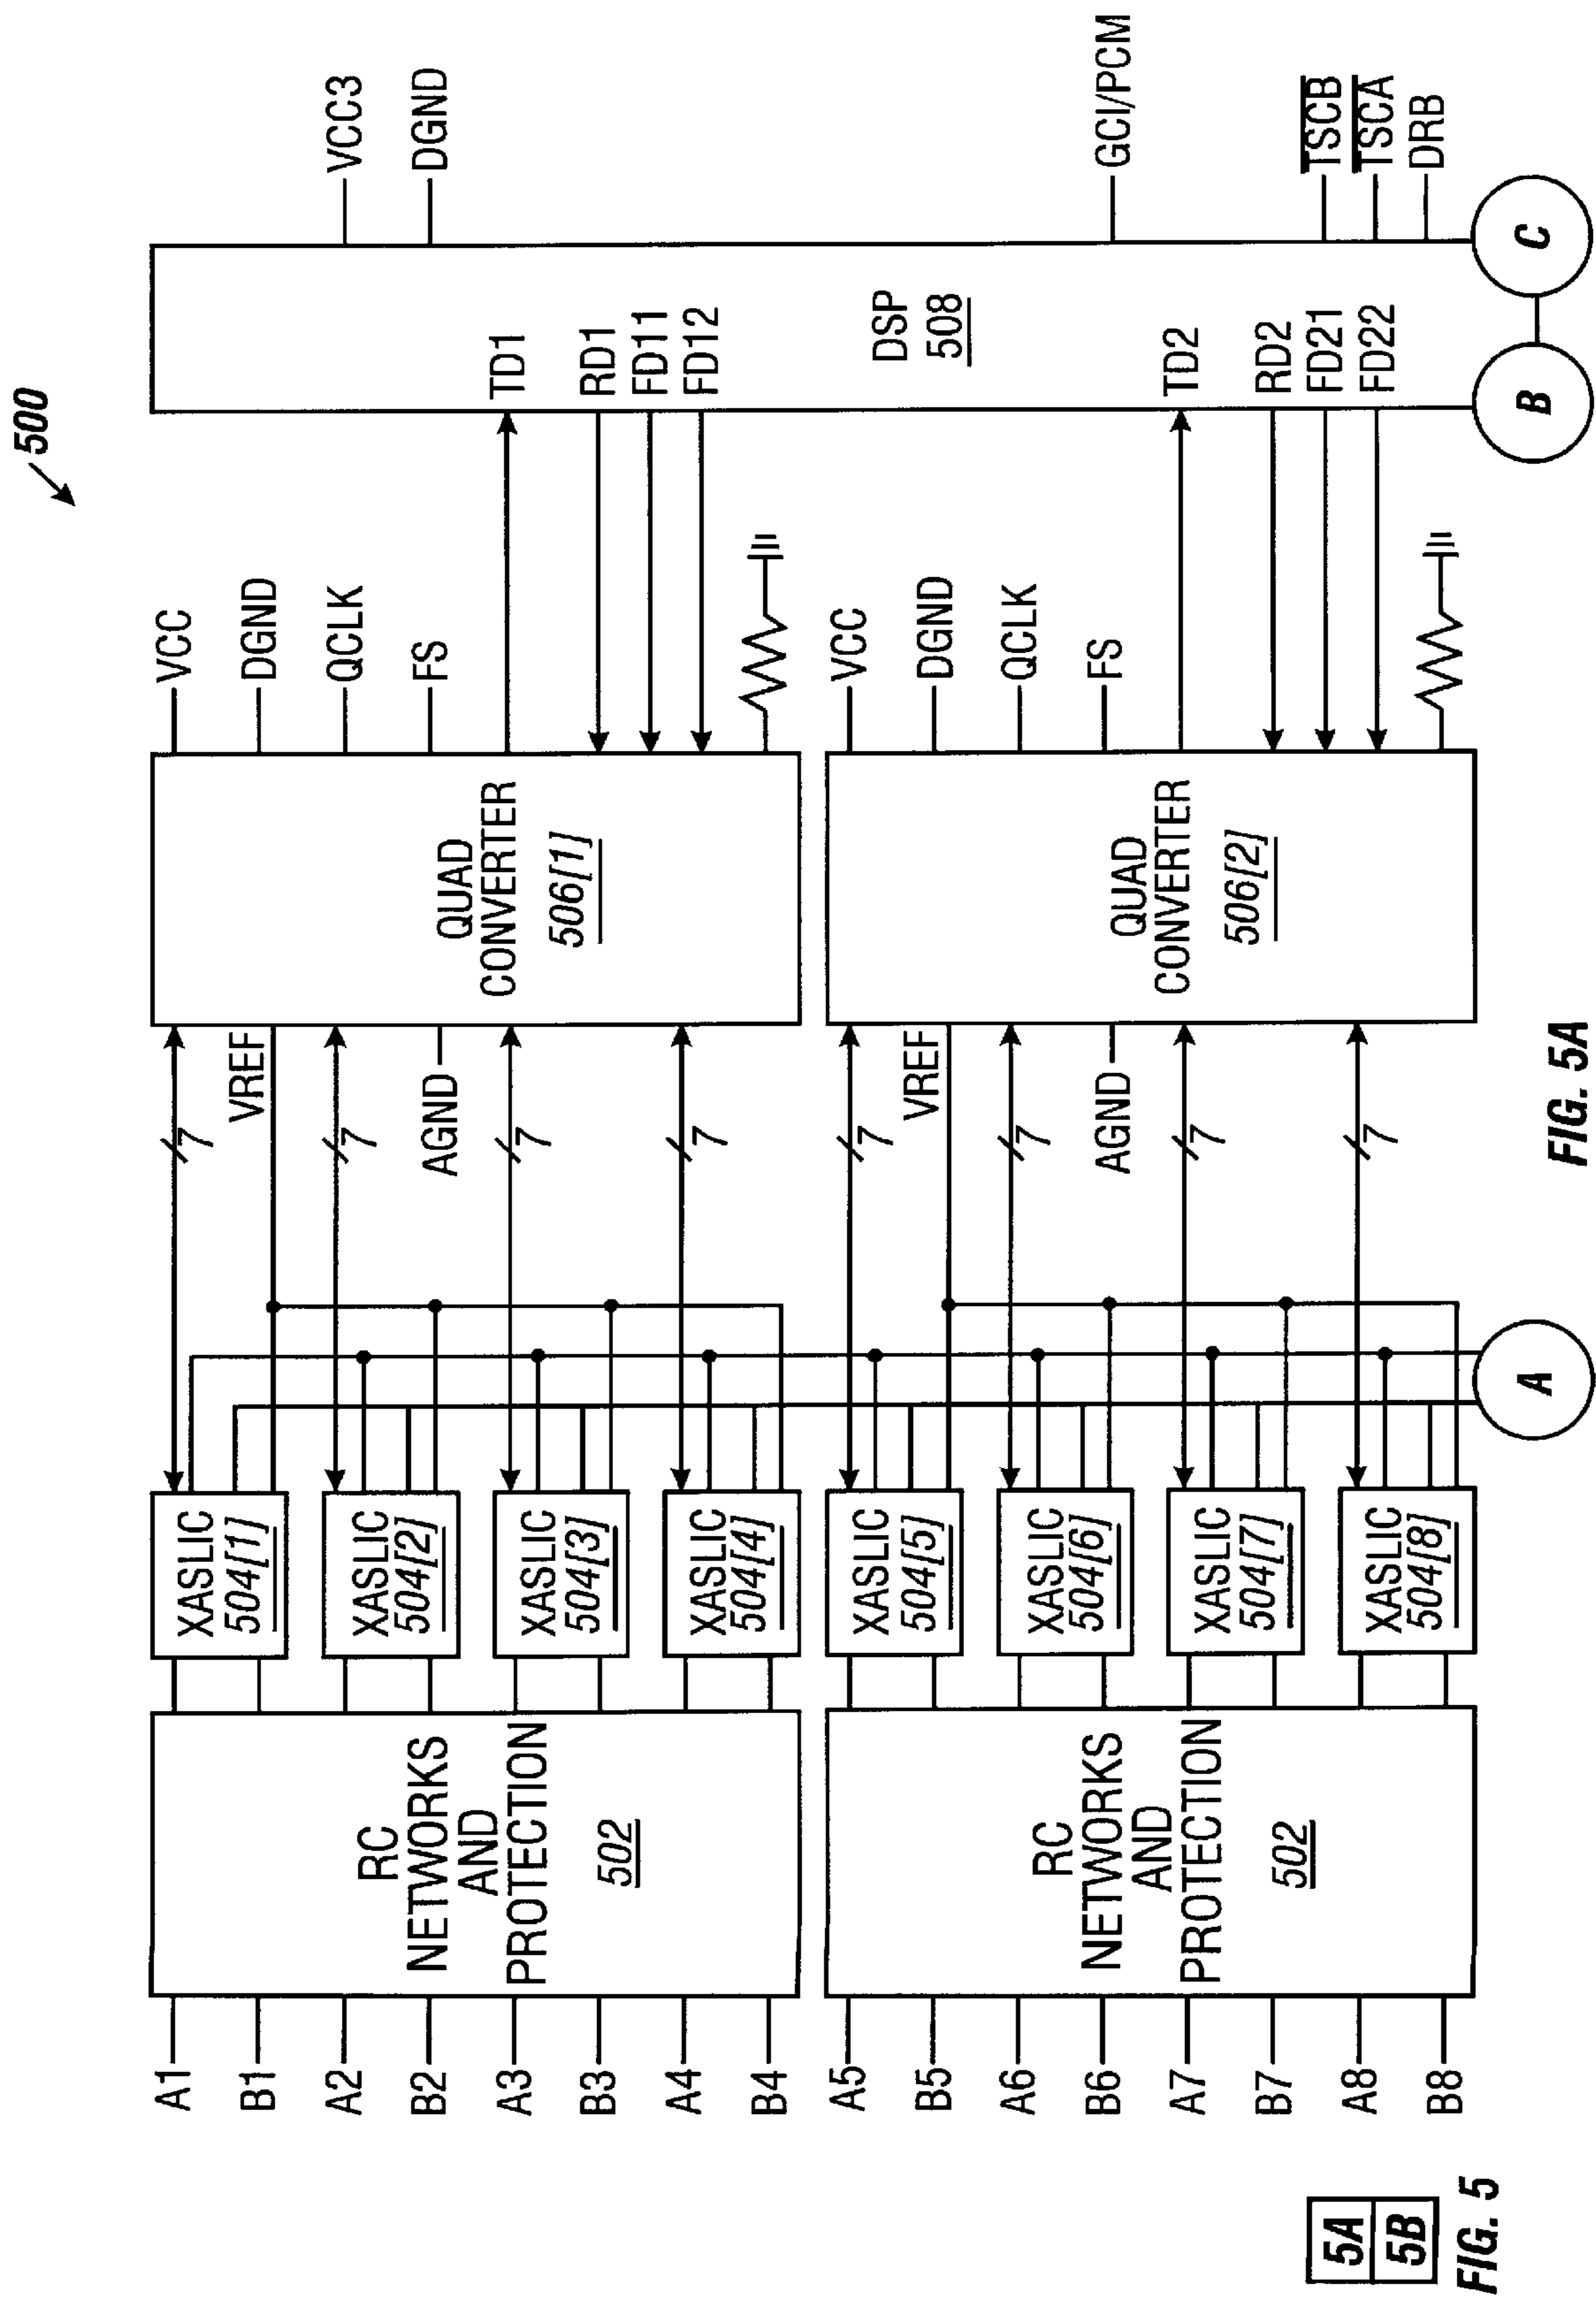 500
A1
B1
A2
B2
A3
B3
A4
B4
A5
B5
A6
B6
A7
B7
A8
B8
RC
NETWORKS
AND
PROTECTION
502
RC
NETWORKS
AND
PROTECTION
502
XASLIC
504[1]
XASLIC
504[2]
XASLIC
504[3]
XASLIC
504[4]
XASLIC
504[5]
XASLIC
504[6]
XASLIC
504[7]
XASLIC
504[8]
7
VREF
7
AGND
7
7
7
VREF
7
AGND
7
7
QUAD
CONVERTER
506[1]
QUAD
CONVERTER
506[2]
VCC
DGND
QCLK
FS
VCC
DGND
QCLK
FS
TD1
RD1
FD11
FD12
DSP
508
TD2
RD2
FD21
FD22
VCC3
DGND
GCI/PCM
TSCB
TSCA
DRB
A
B
C
FIG. 5A
5A
5B
FIG. 5